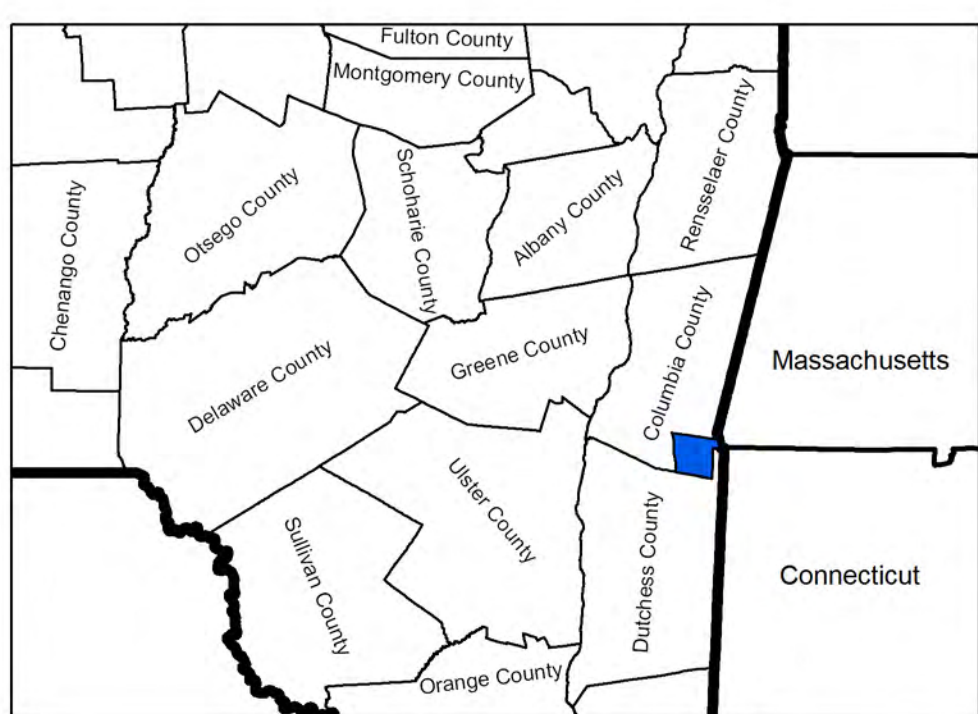 Fulton County
Montgomery County
Rensselaer County
Schoharie County
Otsego County
Albany County
Chenango County
Columbia County
Greene County
Massachusetts
Delaware County
Ulster County
Sullivan County
Dutchess County
Connecticut
Orange County